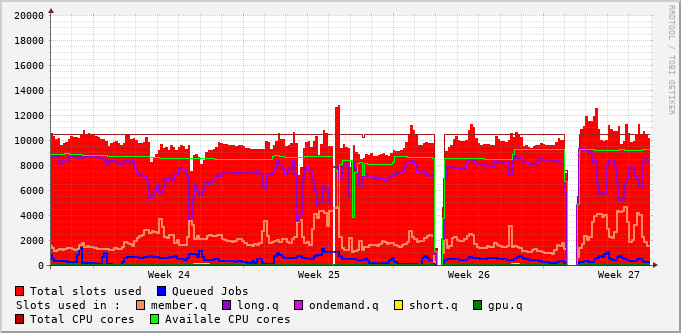 20000
18000
16000
14000
12000
10000
8000
6000
4000
2000
0
Week 24 Week 25 Week 26 Week 27
Total slots used Queued Jobs
Slots used in : member.q long.q ondemand.q short.q gpu.q
Total CPU cores Availale CPU cores
RRDTOOL / TOBI OETIKER